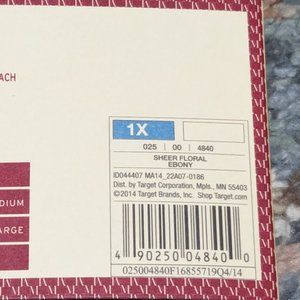 ACH
1X
025 | 00 | 4840
SHEER FLORAL
EBONY
ID044407 MA14_22A07-0186
Dist. by Target Corporation, Mpls., MN 55403
©2014 Target Brands, Inc. Shop Target.com
DIUM
ARGE
4 90250 04840 0
025004840F16855719Q4/14